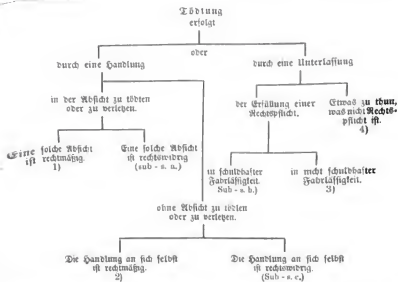 Tödtung
erfolgt
oder
durch eine Handlung
durch eine Unterlassung
in der Absicht zu tödten
oder zu verletzen.
der Erfüllung einer
Rechtspflicht.
Etwas zu thun,
was nicht Rechts-
pflicht ist.
4)
Eine solche Absicht
ist rechtmäßig.
1)
Eine solche Absicht
ist rechtswidrig
(sub - s. a.)
in schuldhafter
Fahrlässigkeit.
Sub - s. b.)
in nicht schuldhafter
Fahrlässigkeit.
3)
ohne Absicht zu tödten
oder zu verletzen.
Die Handlung an sich selbst
ist rechtmäßig.
2)
Die Handlung an sich selbst
ist rechtswidrig.
(Sub - s. c.)